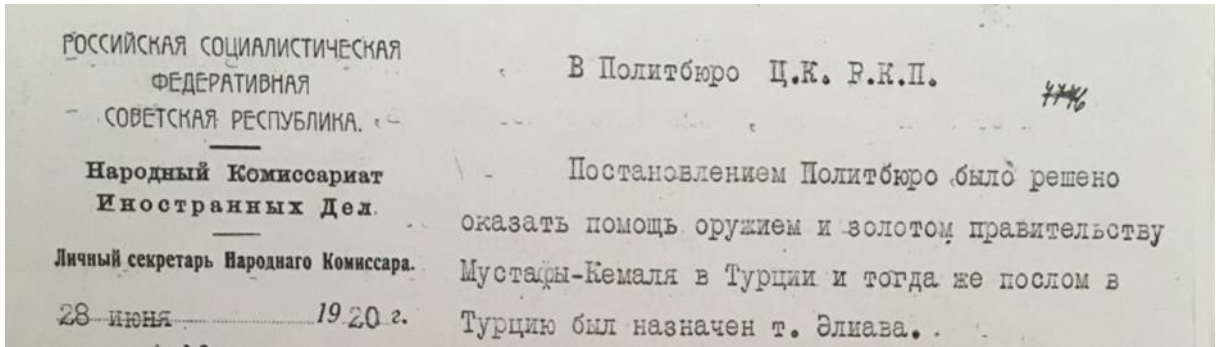 РОССИЙСКАЯ СОЦИАЛИСТИЧЕСКАЯ
ФЕДЕРАТИВНАЯ
СОВЕТСКАЯ РЕСПУБЛИКА.
Народный Комиссариат
Иностранных Дел.
Личный секретарь Народнаго Комиссара.
28 июня 1920 г.
В Политбюро Ц.К. Р.К.П.
Постановлением Политбюро было решено
оказать помощь оружием и золотом правительству
Мустафы-Кемаля в Турции и тогда же послом в
Турцию был назначен т. Элиава.